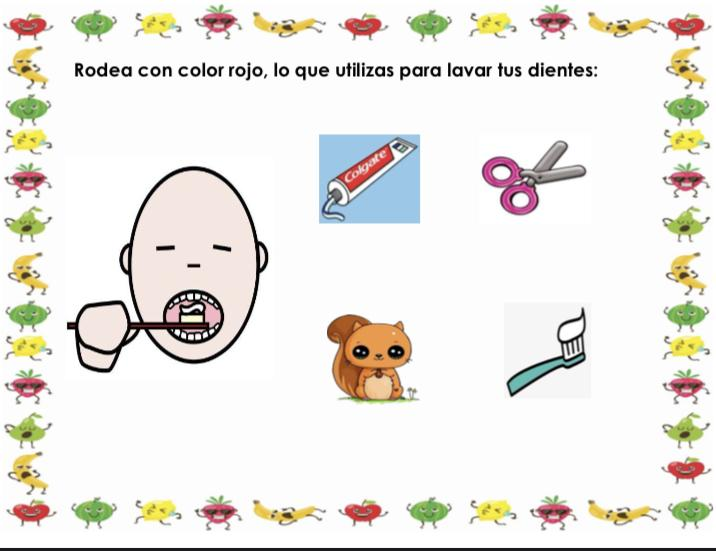 Rodea con color rojo, lo que utilizas para lavar tus dientes:
Colgate